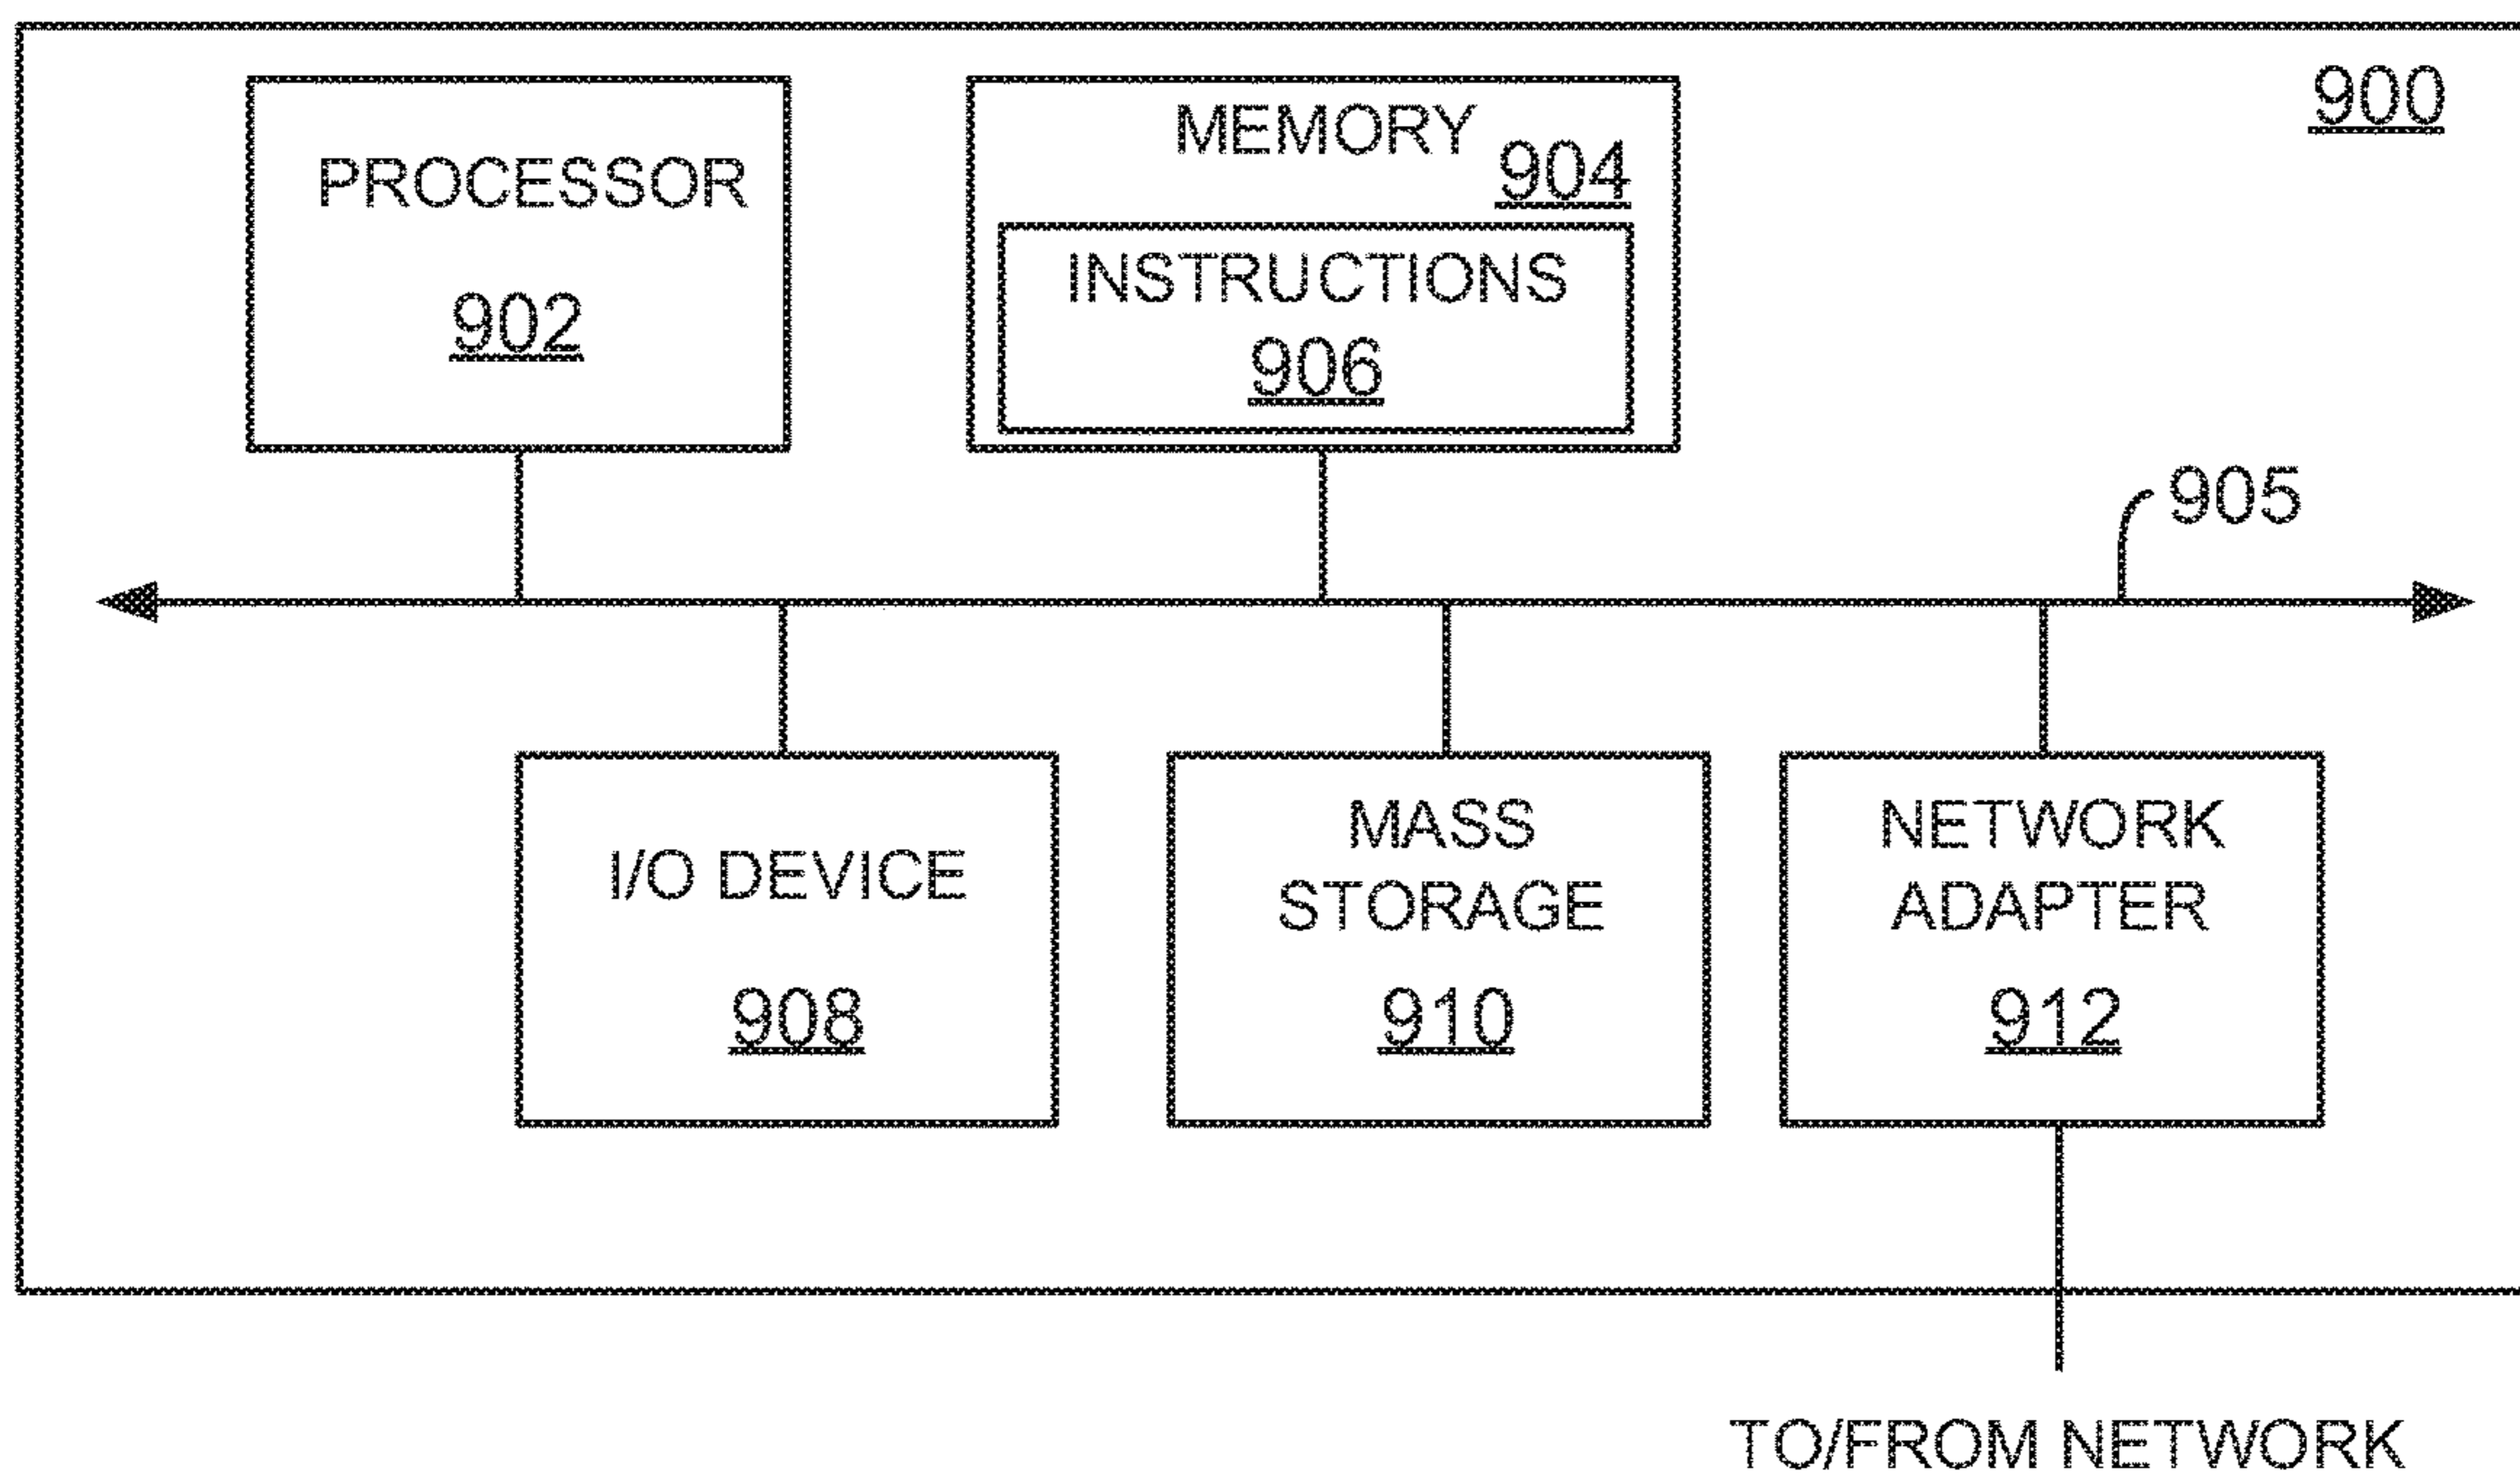 900
PROCESSOR
902
MEMORY
904
INSTRUCTIONS
906
905
I/O DEVICE
908
MASS
STORAGE
910
NETWORK
ADAPTER
912
TO/FROM NETWORK